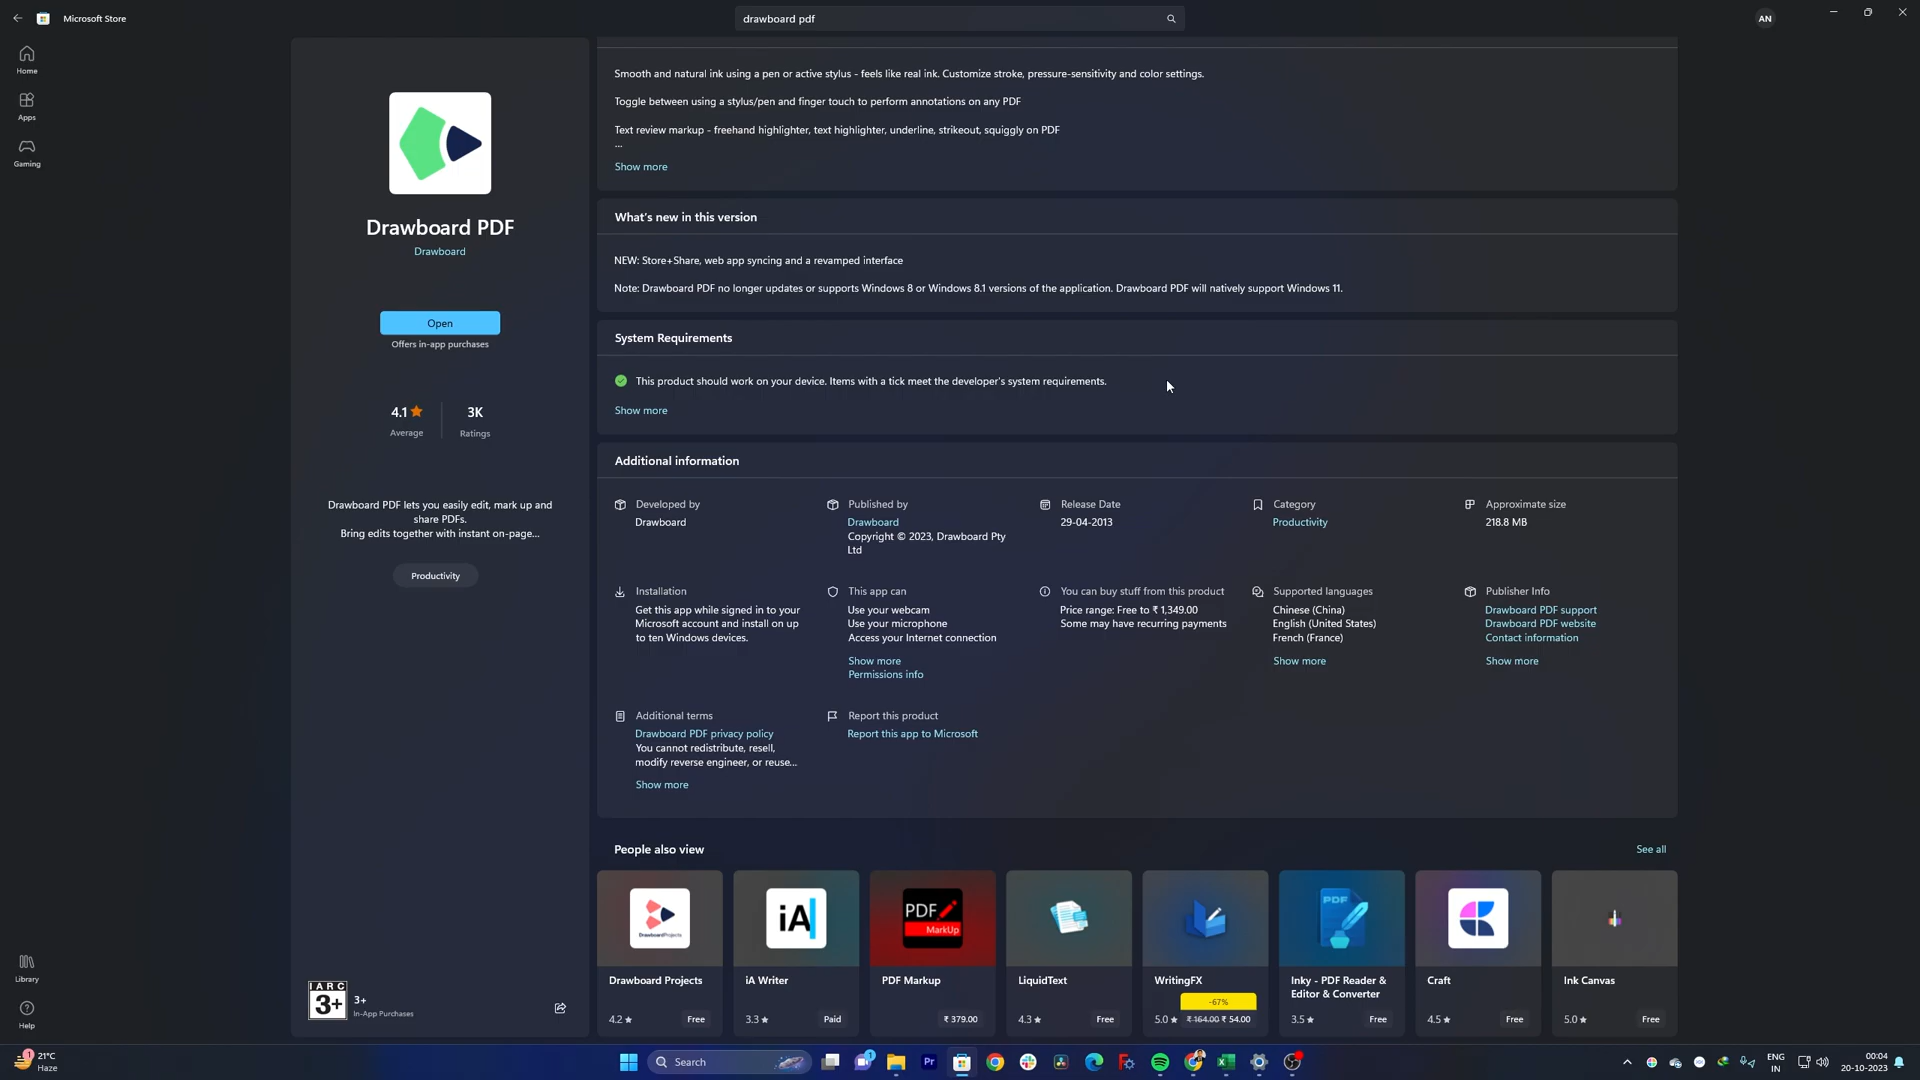 Microsoft Store
drawboard pdf
AN
Home
Apps
Gaming
Library
Help
Drawboard PDF
Drawboard
Open
Offers in-app purchases
4.1
Average
3K
Ratings
Drawboard PDF lets you easily edit, mark up and
share PDFs.
Bring edits together with instant on-page...
Productivity
IARC
3+
3+
In-App Purchases
Smooth and natural ink using a pen or active stylus - feels like real ink. Customize stroke, pressure-sensitivity and color settings.
Toggle between using a stylus/pen and finger touch to perform annotations on any PDF
Text review markup - freehand highlighter, text highlighter, underline, strikeout, squiggly on PDF
...
Show more
What's new in this version
NEW: Store+Share, web app syncing and a revamped interface
Note: Drawboard PDF no longer updates or supports Windows 8 or Windows 8.1 versions of the application. Drawboard PDF will natively support Windows 11.
System Requirements
This product should work on your device. Items with a tick meet the developer's system requirements.
Show more
Additional information
Developed by
Drawboard
Published by
Drawboard
Copyright © 2023, Drawboard Pty
Ltd
Release Date
29-04-2013
Category
Productivity
Approximate size
218.8 MB
Installation
Get this app while signed in to your
Microsoft account and install on up
to ten Windows devices.
This app can
Use your webcam
Use your microphone
Access your Internet connection
Show more
Permissions info
You can buy stuff from this product
Price range: Free to ₹ 1,349.00
Some may have recurring payments
Supported languages
Chinese (China)
English (United States)
French (France)
Show more
Publisher Info
Drawboard PDF support
Drawboard PDF website
Contact information
Show more
Additional terms
Drawboard PDF privacy policy
You cannot redistribute, resell,
modify reverse engineer, or reuse...
Show more
Report this product
Report this app to Microsoft
People also view
See all
DrawboardProjects
Drawboard Projects
4.2 ★
Free
iA
iA Writer
3.3 ★
Paid
PDF
MarkUp
PDF Markup
₹ 379.00
LiquidText
4.3 ★
Free
WritingFX
-67%
5.0 ★
₹ 164.00 ₹ 54.00
PDF
Inky - PDF Reader &
Editor & Converter
3.5 ★
Free
Craft
4.5 ★
Free
Ink Canvas
5.0 ★
Free
1
21°C
Haze
Search
1
Pr
ENG
IN
00:04
20-10-2023